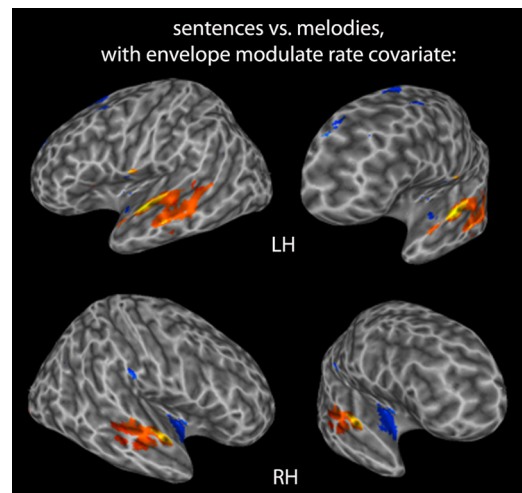 sentences vs. melodies,
with envelope modulate rate covariate:
LH
RH